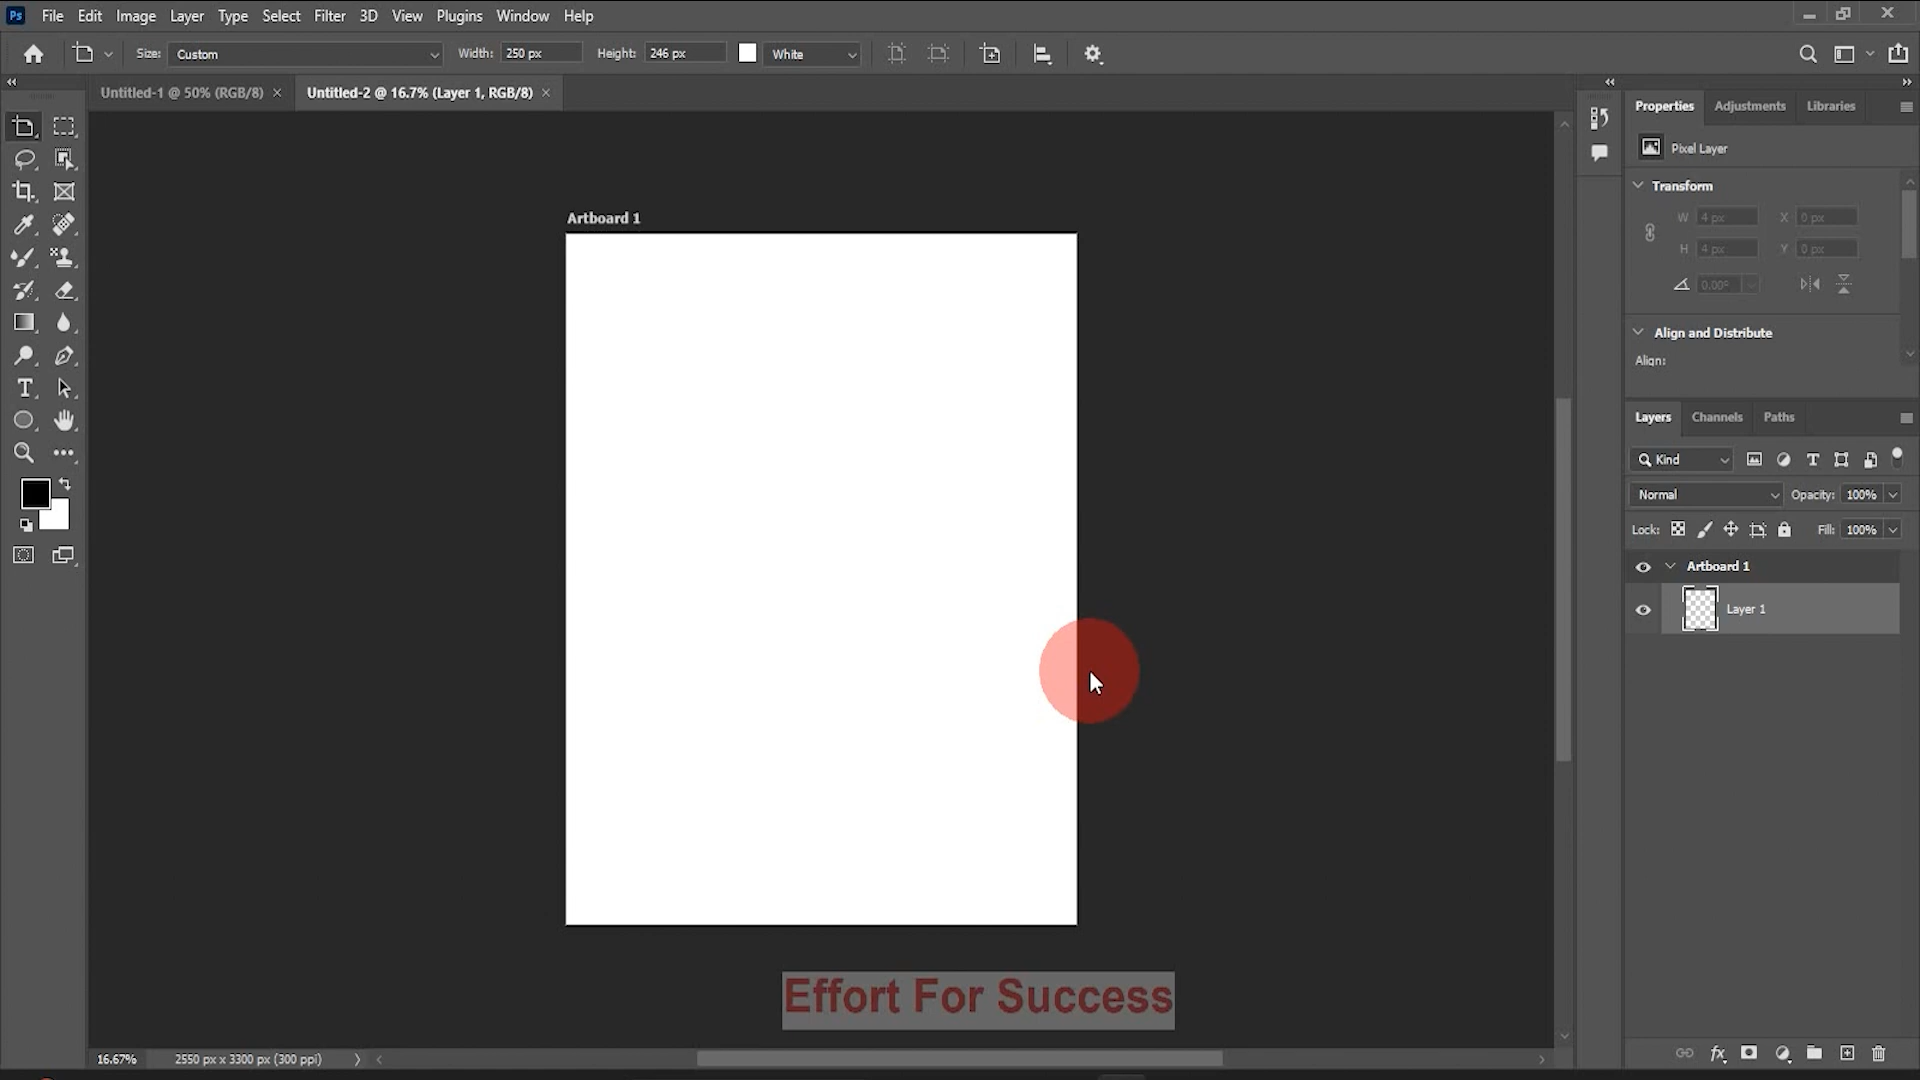 Ps File Edit Image Layer Type Select Filter 3D View Plugins Window Help
Size: Custom Width: 250 px Height: 246 px White
Untitled-1 @ 50% (RGB/8) × Untitled-2 @ 16.7% (Layer 1, RGB/8) ×
Properties Adjustments Libraries
Pixel Layer
Transform
W 4 px X 0 px
H 4 px Y 0 px
0.00°
Align and Distribute
Align:
Artboard 1
Layers Channels Paths
Kind
Normal Opacity: 100%
Lock: Fill: 100%
Artboard 1
Layer 1
Effort For Success
16.67% 2550 px x 3300 px (300 ppi)